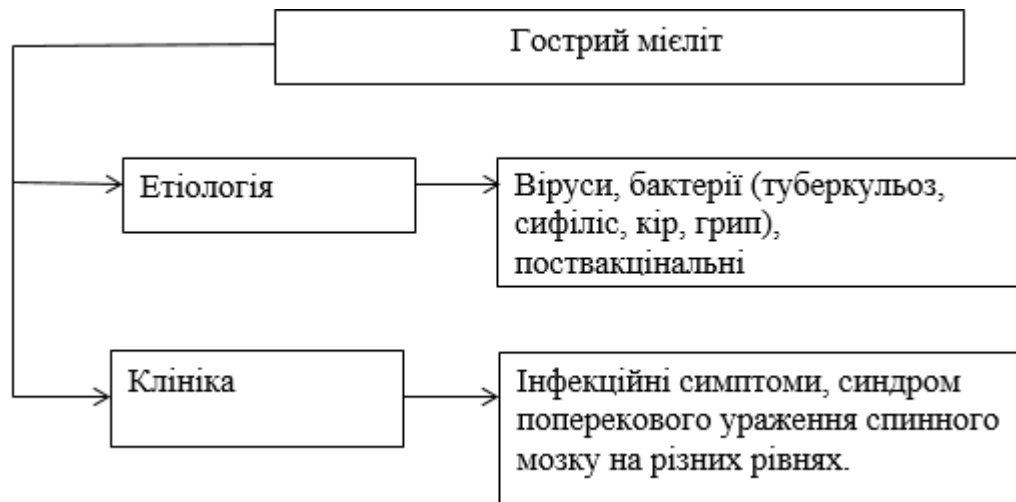 Гострий мієліт
Етіологія
Віруси, бактерії (туберкульоз,
сифіліс, кір, грип),
поствакцінальні
Клініка
Інфекційні симптоми, синдром
поперекового ураження спинного
мозку на різних рівнях.